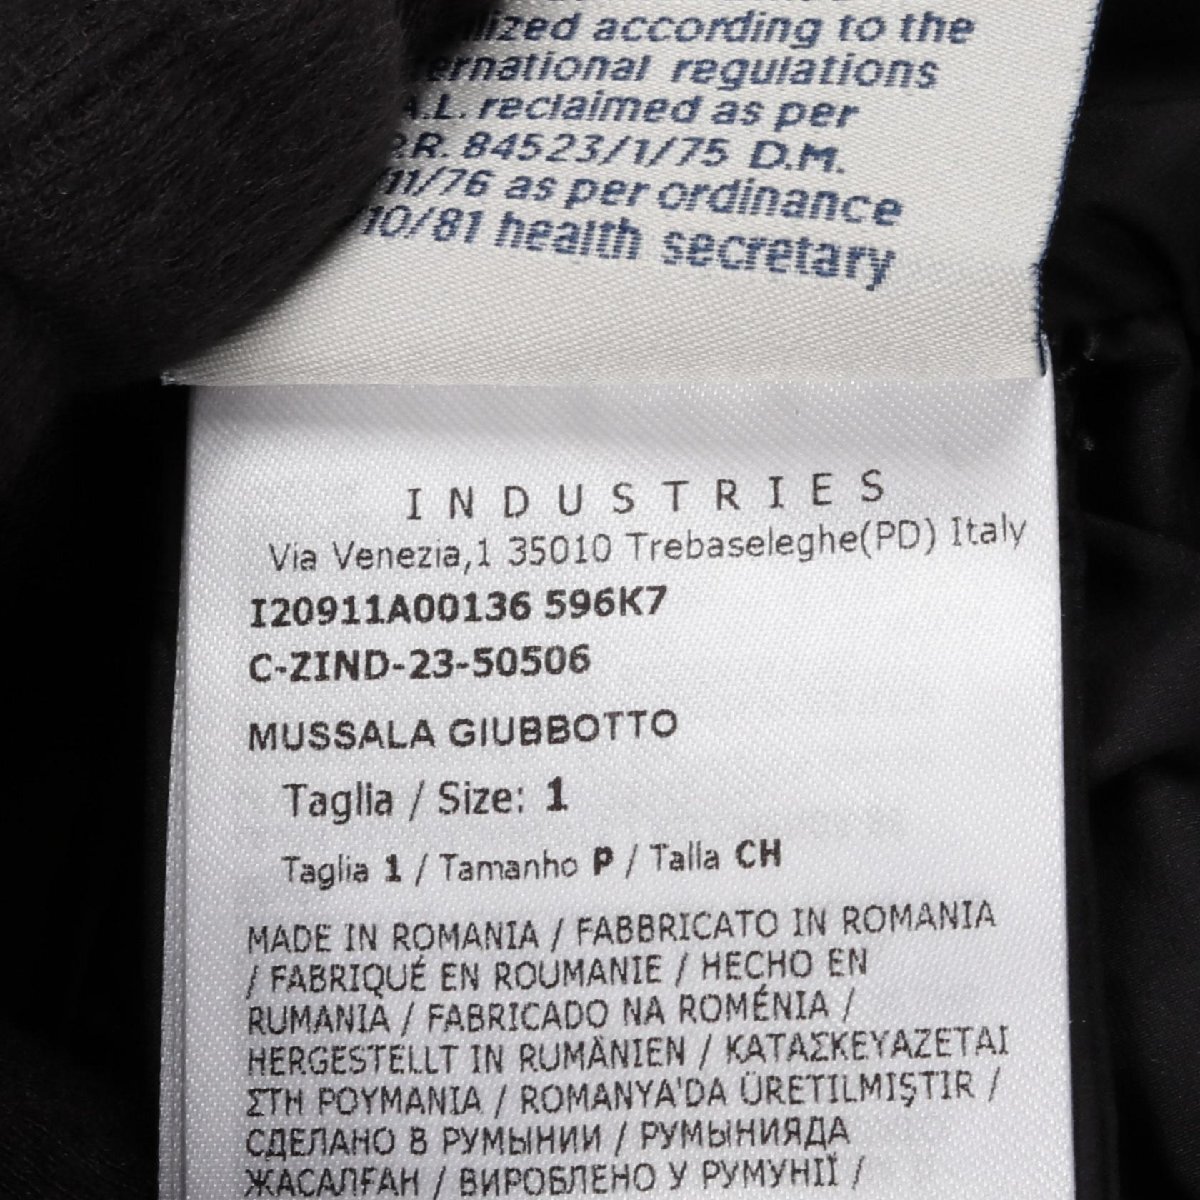 according to the
regulations
A.L. reclaimed as per
84523/1/75 D.M.
11/76 as per ordinance
10/81 health secretary
INDUSTRIES
Via Venezia,1 35010 Trebaseleghe(PD) Italy
I20911A00136 596K7
C-ZIND-23-50506
MUSSALA GIUBBOTTO
Taglia / Size: 1
Taglia 1 / Tamanho P / Talla CH
MADE IN ROMANIA / FABBRICATO IN ROMANIA
/ FABRIQUÉ EN ROUMANIE / HECHO EN
RUMANIA / FABRICADO NA ROMÉNIA /
HERGESTELLT IN RUMÄNIEN / ΚΑΤΑΣΚΕΥΑΖΕΤΑΙ
ΣΤΗ ΡΟΥΜΑΝΙΑ / ROMANYA'DA ÜRETILMIŞTIR /
СДЕЛАНО В РУМЫНИИ / РУМЫНИЯДА
ЖАСАЛҒАН / ВИРОБЛЕНО У РУМУНІЇ /